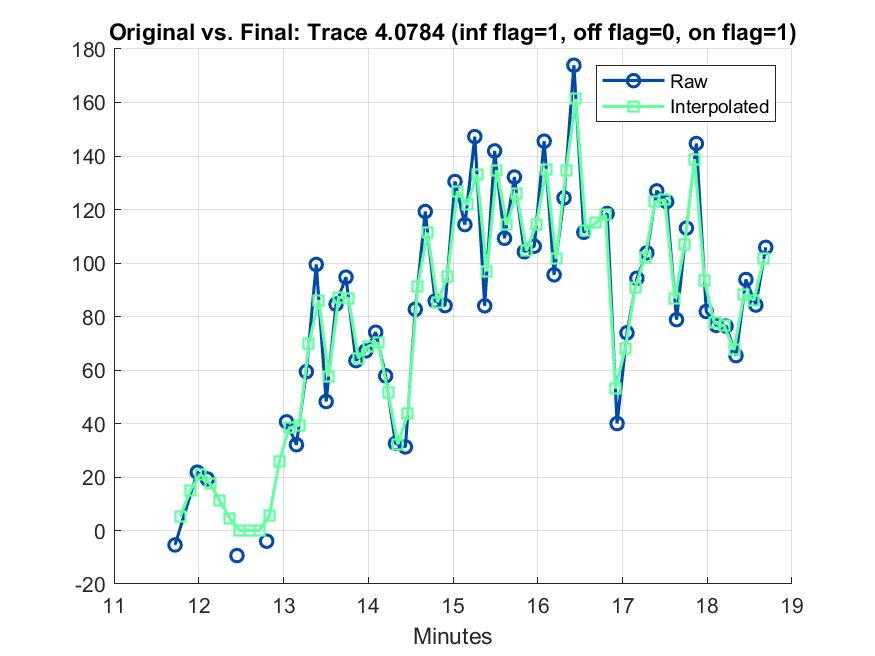 Original vs. Final: Trace 4.0784 (inf flag=1, off flag=0, on flag=1)
180
160
140
120
100
80
60
40
20
0
-20
Raw
Interpolated
11 12 13 14 15 16 17 18 19
Minutes